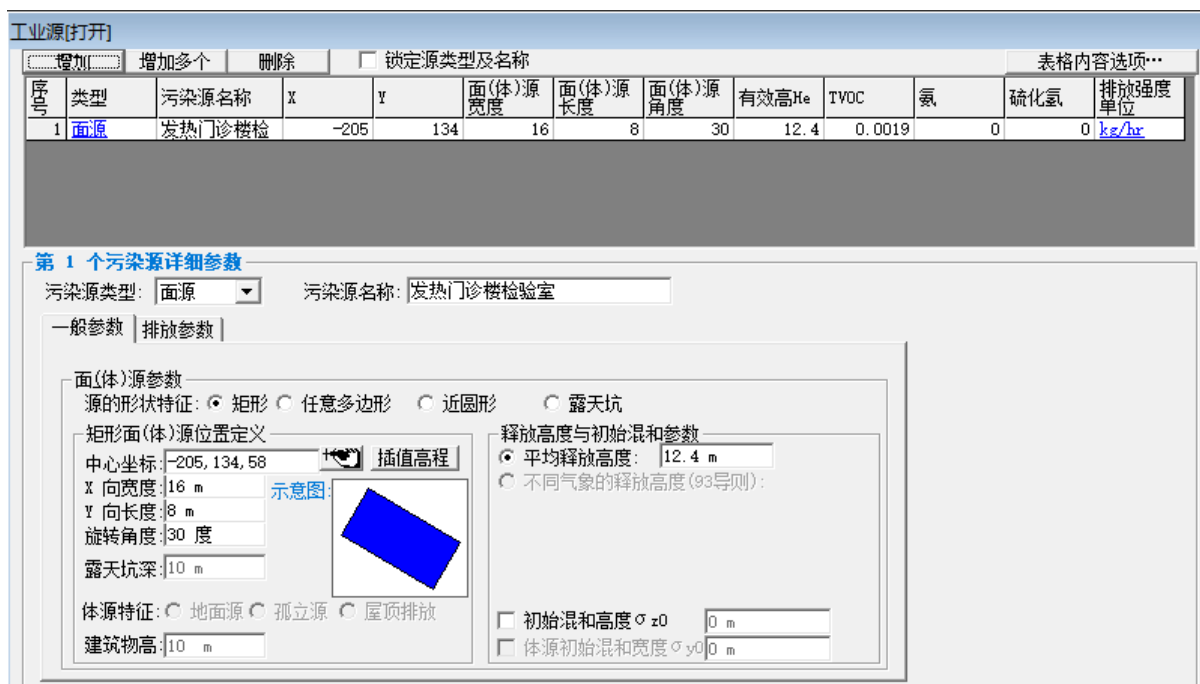 工业源[打开]
增加 增加多个 删除 锁定源类型及名称 表格内容选项…
序号 类型 污染源名称 X Y 面(体)源宽度 面(体)源长度 面(体)源角度 有效高He TVOC 氨 硫化氢 排放强度单位
1 面源 发热门诊楼检 -205 134 16 8 30 12.4 0.0019 0 0 kg/hr
第 1 个污染源详细参数
污染源类型: 面源 污染源名称: 发热门诊楼检验室
一般参数 排放参数
面(体)源参数
源的形状特征: 矩形 任意多边形 近圆形 露天坑
矩形面(体)源位置定义
中心坐标: -205,134,58 插值高程
X 向宽度: 16 m
Y 向长度: 8 m
旋转角度: 30 度
露天坑深: 10 m
示意图:
体源特征: 地面源 孤立源 屋顶排放
建筑物高: 10 m
释放高度与初始混和参数
平均释放高度: 12.4 m
不同气象的释放高度(93导则):
初始混和高度σz0 0 m
体源初始混和宽度σy0 0 m